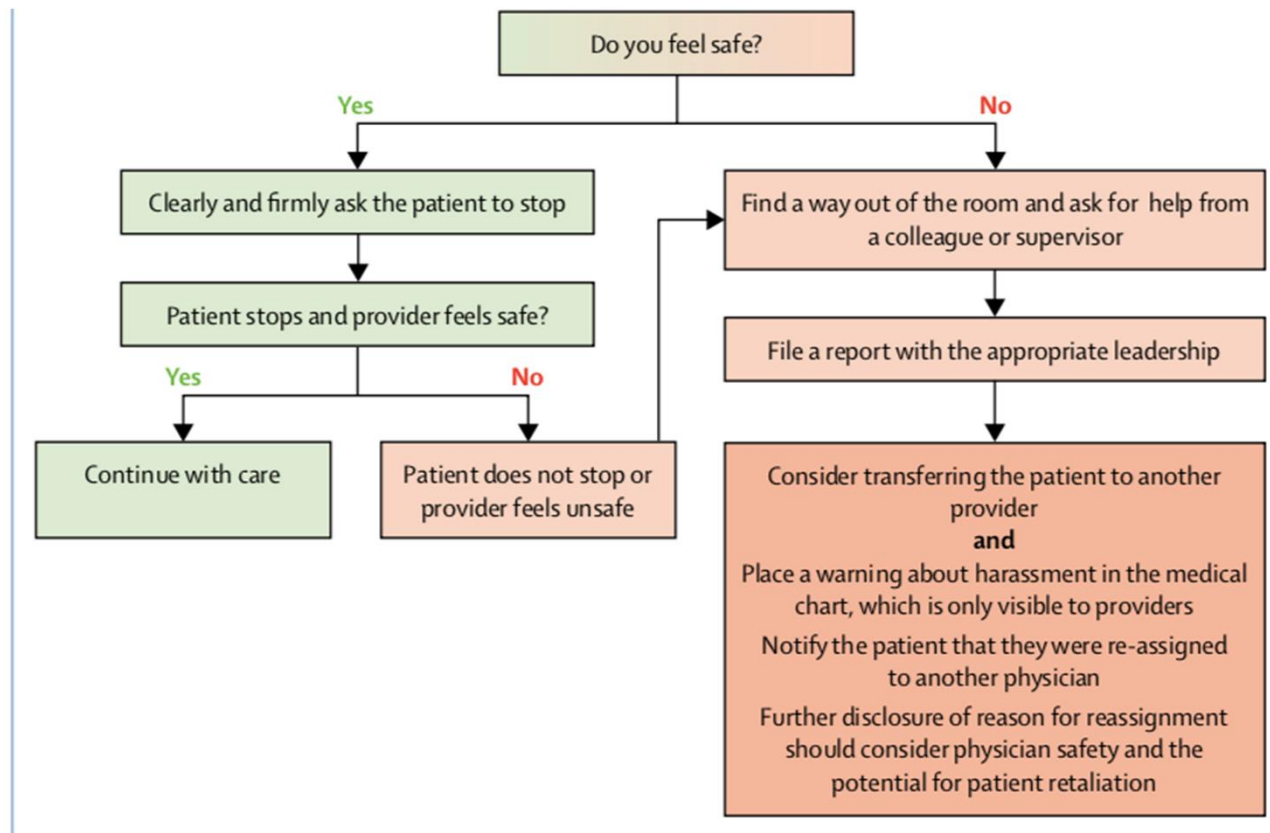 Do you feel safe?
Yes
No
Clearly and firmly ask the patient to stop
Find a way out of the room and ask for help from
a colleague or supervisor
Patient stops and provider feels safe?
File a report with the appropriate leadership
Yes
No
Continue with care
Patient does not stop or
provider feels unsafe
Consider transferring the patient to another
provider
and
Place a warning about harassment in the medical
chart, which is only visible to providers
Notify the patient that they were re-assigned
to another physician
Further disclosure of reason for reassignment
should consider physician safety and the
potential for patient retaliation